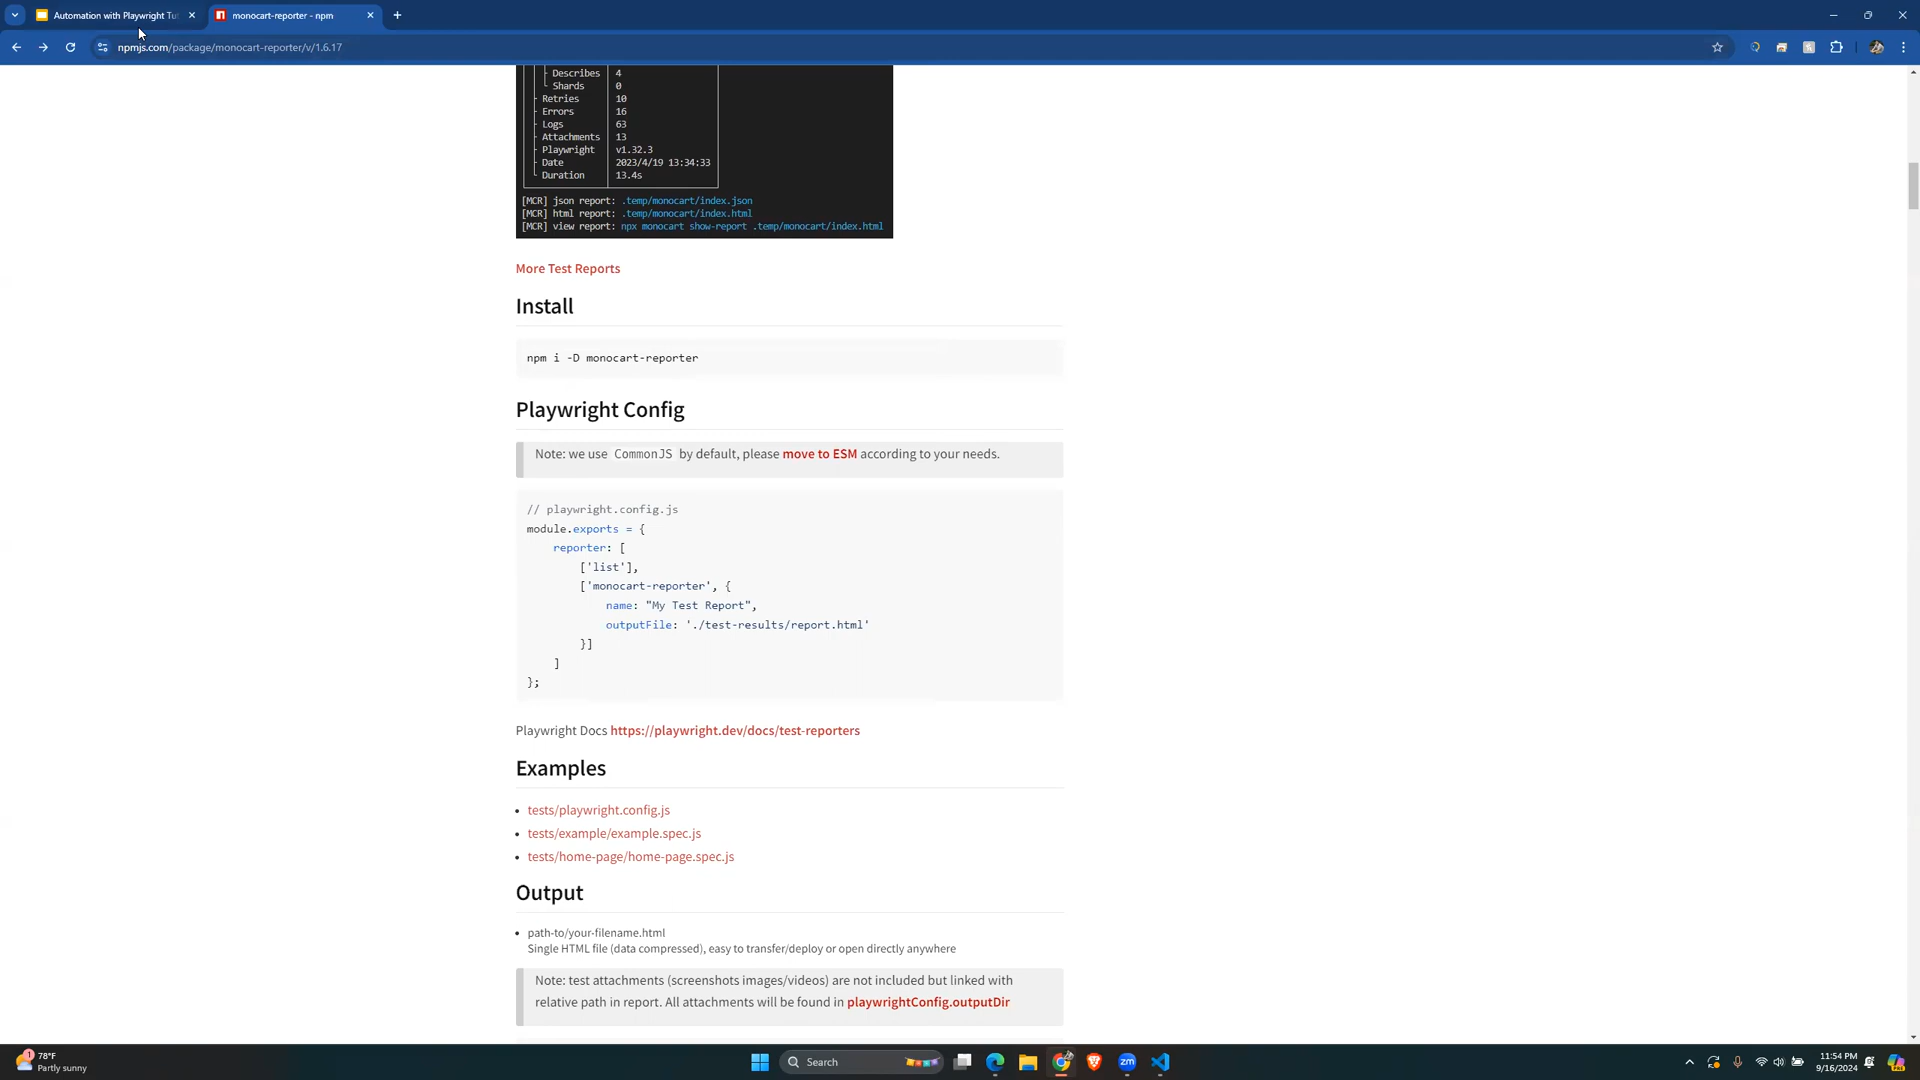 Automation with Playwright Tut
monocart-reporter - npm
npmjs.com/package/monocart-reporter/v/1.6.17
Describes 4
Shards 0
Retries 10
Errors 16
Logs 63
Attachments 13
Playwright v1.32.3
Date 2023/4/19 13:34:33
Duration 13.4s
[MCR] json report: .temp/monocart/index.json
[MCR] html report: .temp/monocart/index.html
[MCR] view report: npx monocart show-report .temp/monocart/index.html
More Test Reports
Install
npm i -D monocart-reporter
Playwright Config
Note: we use CommonJS by default, please move to ESM according to your needs.
// playwright.config.js
module.exports = {
reporter: [
['list'],
['monocart-reporter', {
name: "My Test Report",
outputFile: './test-results/report.html'
}]
]
};
Playwright Docs https://playwright.dev/docs/test-reporters
Examples
• tests/playwright.config.js
• tests/example/example.spec.js
• tests/home-page/home-page.spec.js
Output
• path-to/your-filename.html
Single HTML file (data compressed), easy to transfer/deploy or open directly anywhere
Note: test attachments (screenshots images/videos) are not included but linked with
relative path in report. All attachments will be found in playwrightConfig.outputDir
1
78°F
Partly sunny
Search
zm
11:54 PM
9/16/2024